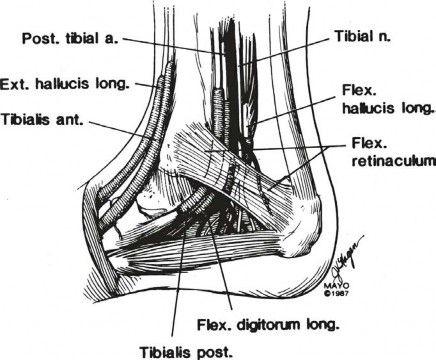 Post. tibial a.
Tibial n.
Ext. hallucis long.
Tibialis ant.
Flex.
hallucis long.
Flex.
retinaculum
MAYO
©1987
Flex. digitorum long.
Tibialis post.